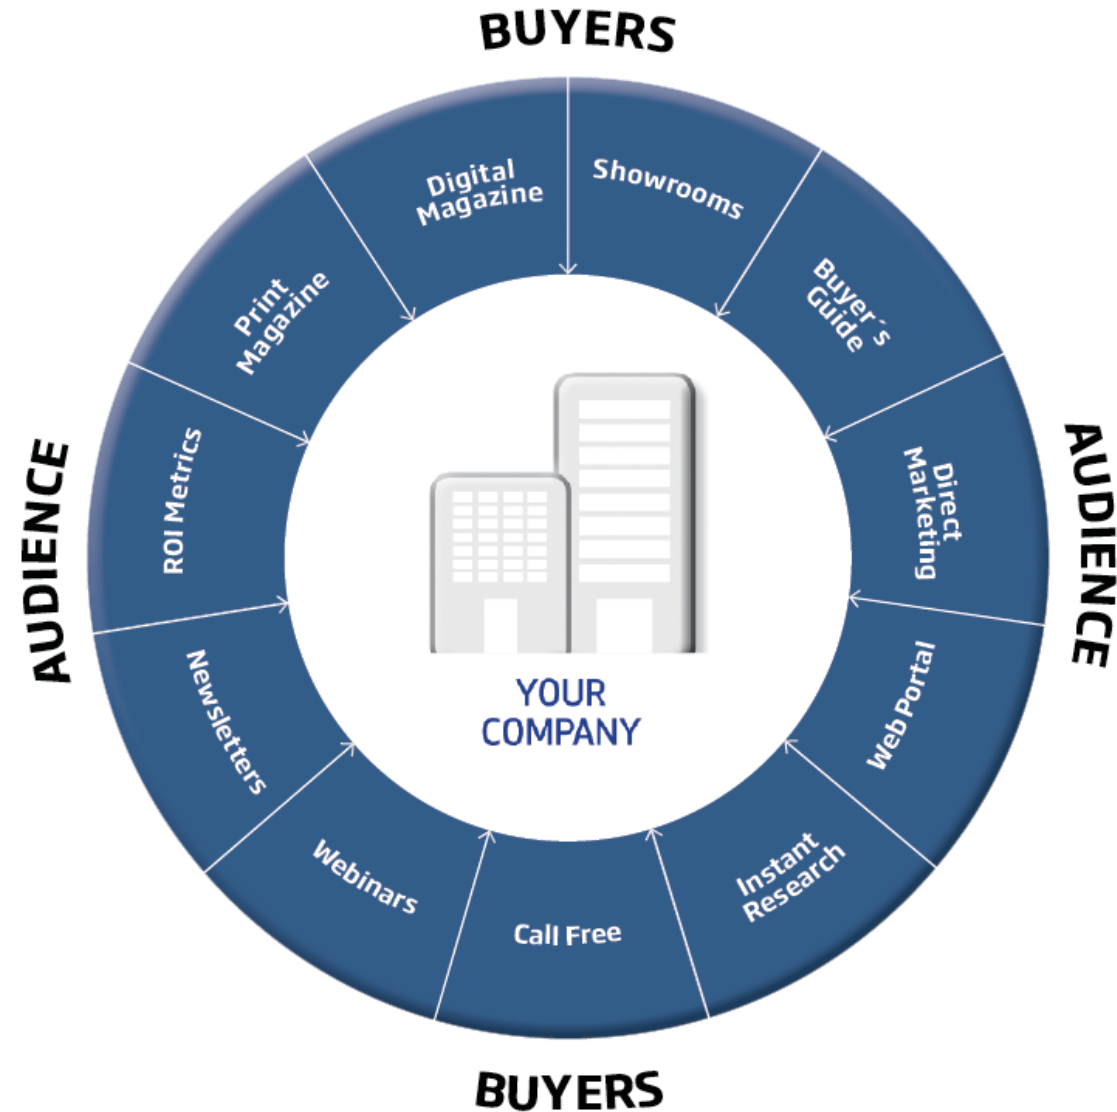 BUYERS
Digital
Magazine
Showrooms
Buyer´s
Guide
Direct
Marketing
Web Portal
Instant
Research
Call Free
Webinars
Newsletters
ROI Metrics
Print
Magazine
AUDIENCE
AUDIENCE
YOUR
COMPANY
BUYERS